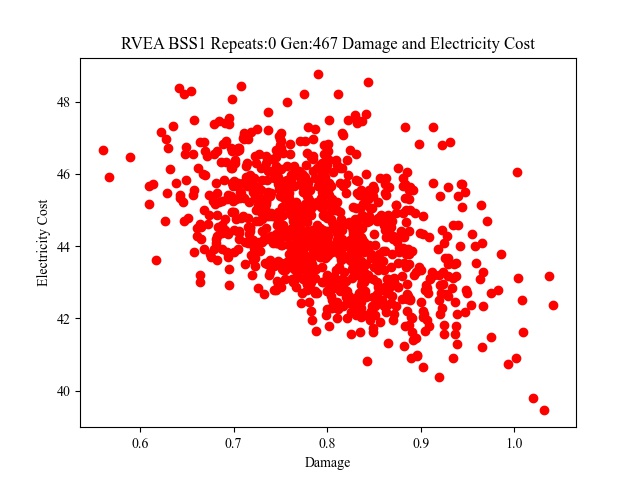 RVEA BSS1 Repeats:0 Gen:467 Damage and Electricity Cost
48
46
44
42
40
Electricity Cost
0.6 0.7 0.8 0.9 1.0
Damage